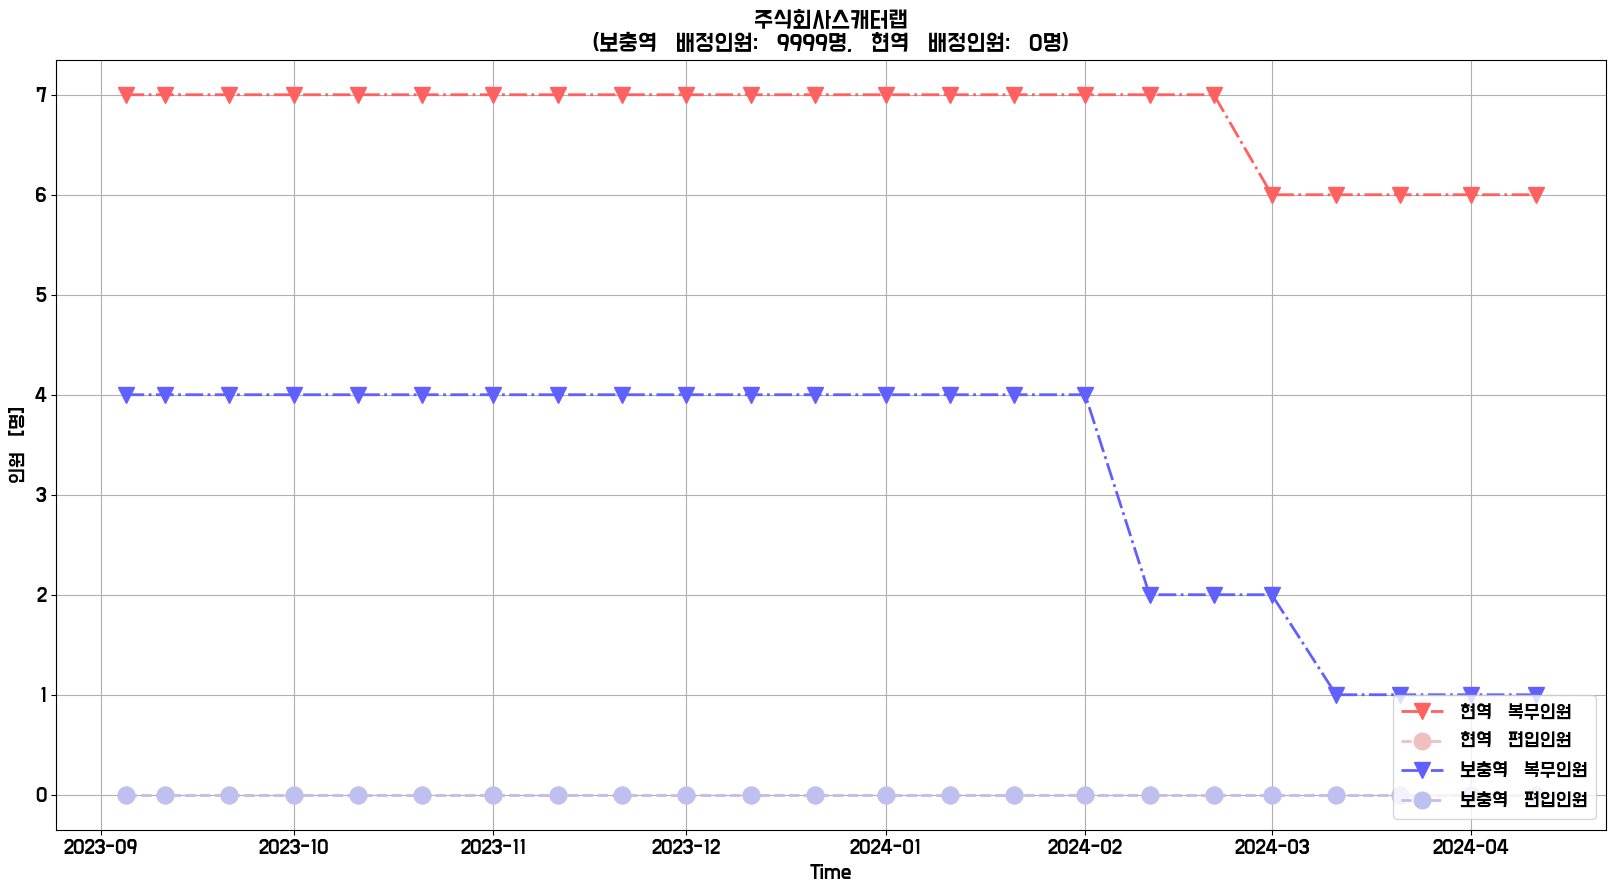 주식회사스캐터랩
(보충역 배정인원: 9999명, 현역 배정인원: 0명)
7
6
5
4
3
2
1
0
인원 [명]
현역 복무인원
현역 편입인원
보충역 복무인원
보충역 편입인원
2023-09 2023-10 2023-11 2023-12 2024-01 2024-02 2024-03 2024-04
Time